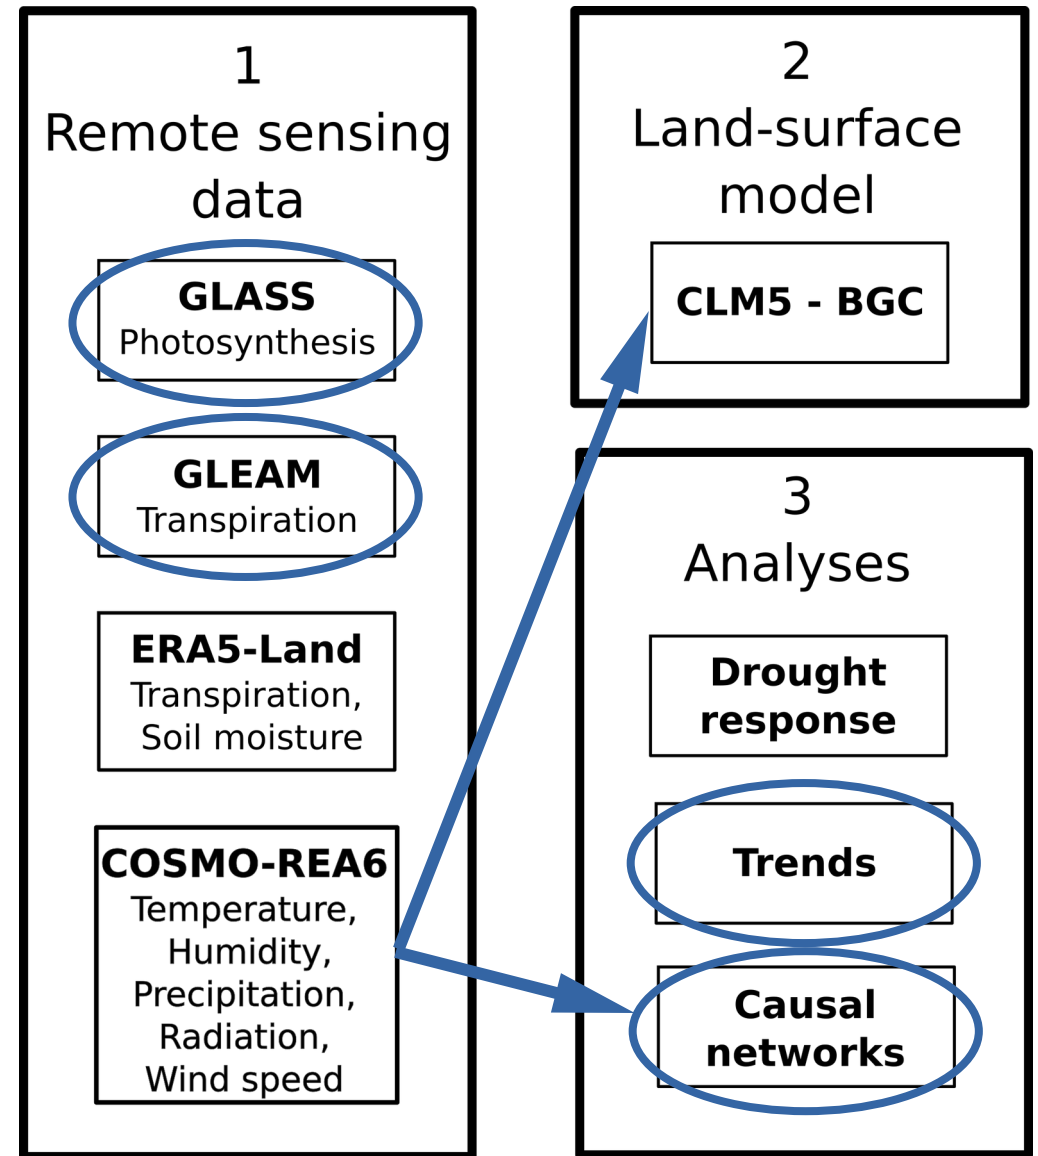 1
Remote sensing
data
GLASS
Photosynthesis
GLEAM
Transpiration
ERA5-Land
Transpiration,
Soil moisture
COSMO-REA6
Temperature,
Humidity,
Precipitation,
Radiation,
Wind speed
2
Land-surface
model
CLM5 - BGC
3
Analyses
Drought
response
Trends
Causal
networks